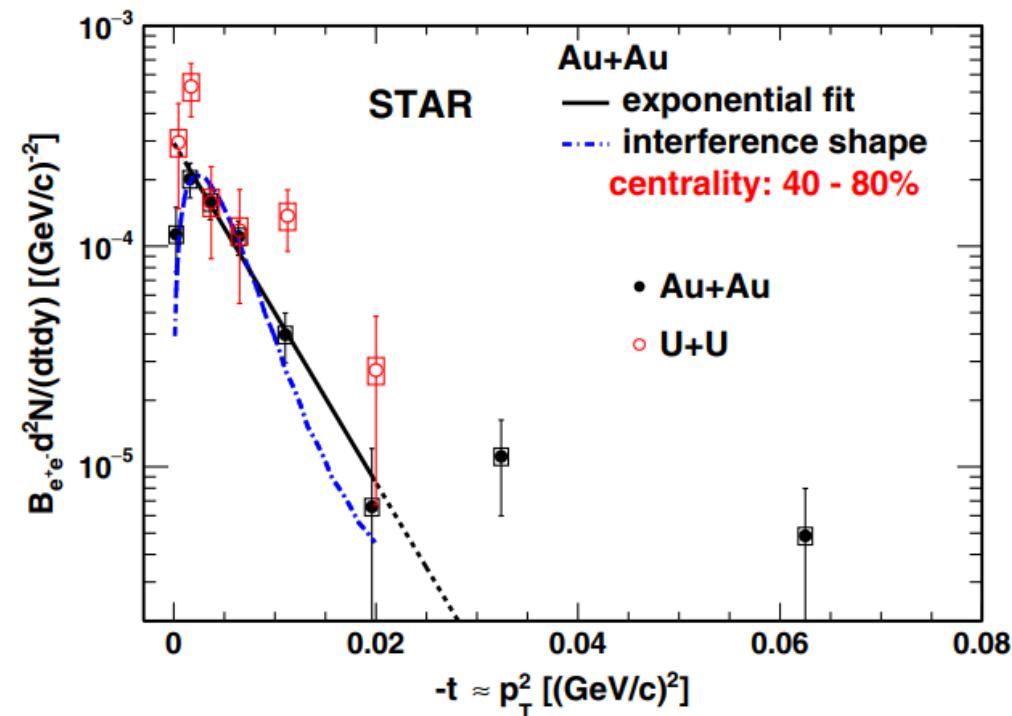 10⁻³
10⁻⁴
10⁻⁵
Bₑ⁺ₑ⁻d²N/(dtdy) [(GeV/c)⁻²]
STAR
Au+Au
exponential fit
interference shape
centrality: 40 - 80%
Au+Au
U+U
0
0.02
0.04
0.06
0.08
-t ≈ p_T² [(GeV/c)²]